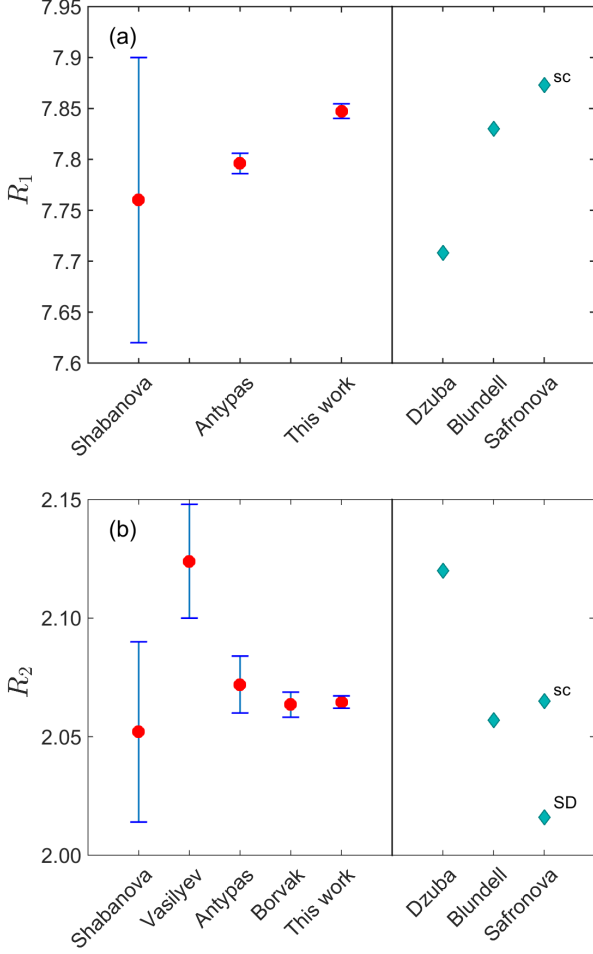 7.95
(a)
7.9
sc
7.85
7.8
R1
7.75
7.7
7.65
7.6
Shabanova
Antypas
This work
Dzuba
Blundell
Safronova
2.15
(b)
2.10
R2
sc
2.05
SD
2.00
Shabanova
Vasilyev
Antypas
Borvak
This work
Dzuba
Blundell
Safronova